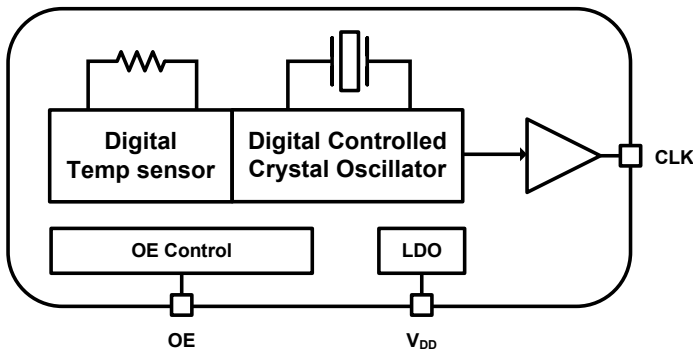 Digital
Temp sensor
Digital Controlled
Crystal Oscillator
CLK
OE Control
LDO
OE
VDD